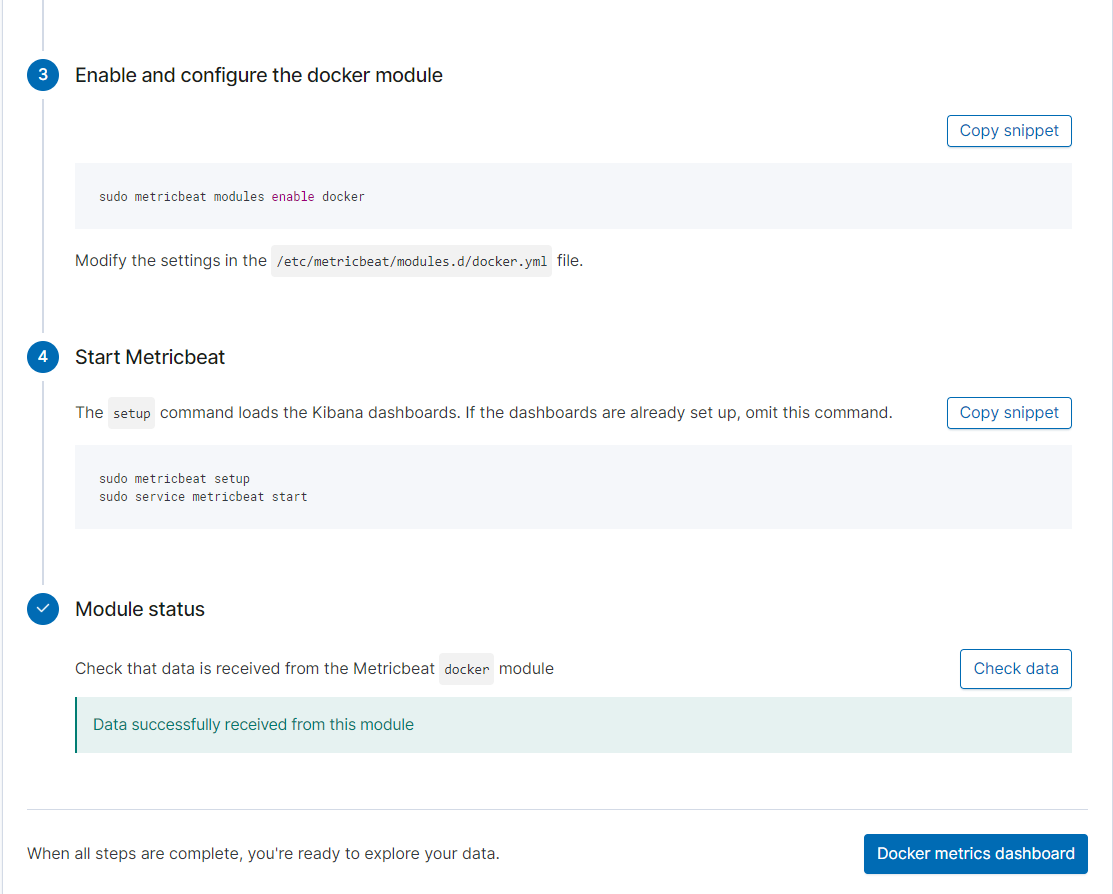 3 Enable and configure the docker module
Copy snippet
sudo metricbeat modules enable docker
Modify the settings in the /etc/metricbeat/modules.d/docker.yml file.
4 Start Metricbeat
The setup command loads the Kibana dashboards. If the dashboards are already set up, omit this command.
Copy snippet
sudo metricbeat setup
sudo service metricbeat start
Module status
Check that data is received from the Metricbeat docker module
Check data
Data successfully received from this module
When all steps are complete, you're ready to explore your data.
Docker metrics dashboard